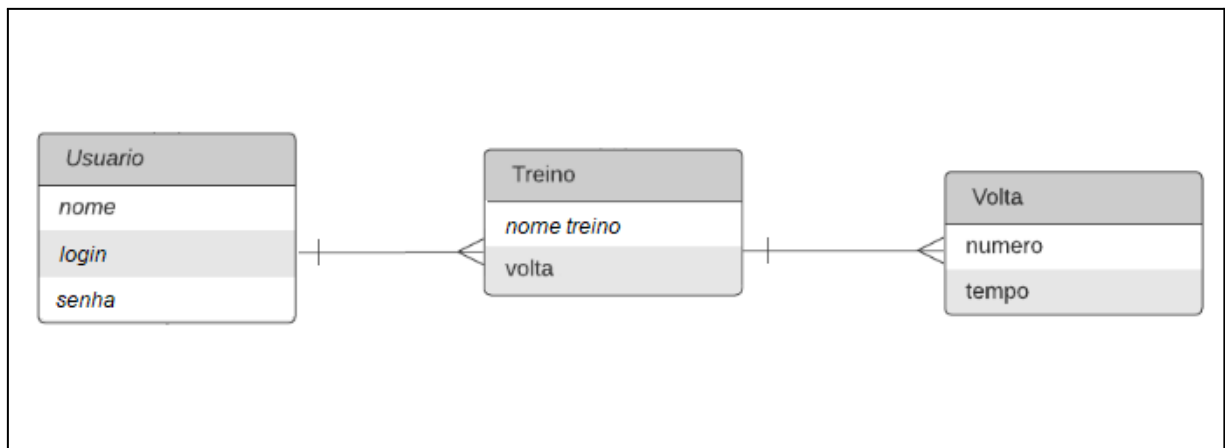 Usuario
nome
login
senha
Treino
nome treino
volta
Volta
numero
tempo